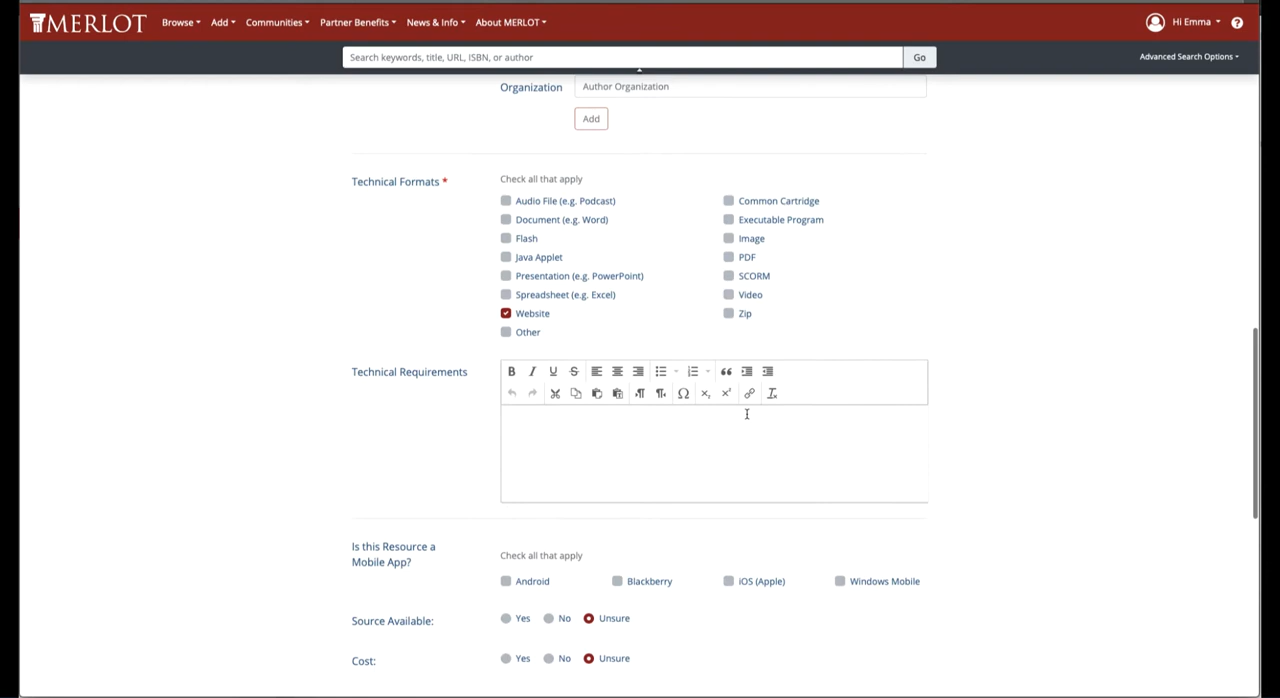 MERLOT Browse Add Communities Partner Benefits News & Info About MERLOT Hi Emma ?
Search keywords, title, URL, ISBN, or author Go Advanced Search Options
Organization Author Organization
Add
Technical Formats * Check all that apply
Audio File (e.g. Podcast) Common Cartridge
Document (e.g. Word) Executable Program
Flash Image
Java Applet PDF
Presentation (e.g. PowerPoint) SCORM
Spreadsheet (e.g. Excel) Video
Website Zip
Other
Technical Requirements B I U S
Is this Resource a
Mobile App?
Check all that apply
Android Blackberry iOS (Apple) Windows Mobile
Source Available: Yes No Unsure
Cost: Yes No Unsure